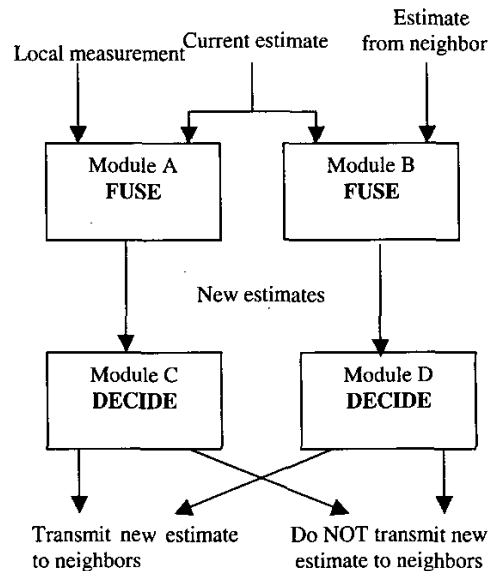 Local measurement
Current estimate
Estimate
from neighbor
Module A
FUSE
Module B
FUSE
New estimates
Module C
DECIDE
Module D
DECIDE
Transmit new estimate
to neighbors
Do NOT transmit new
estimate to neighbors